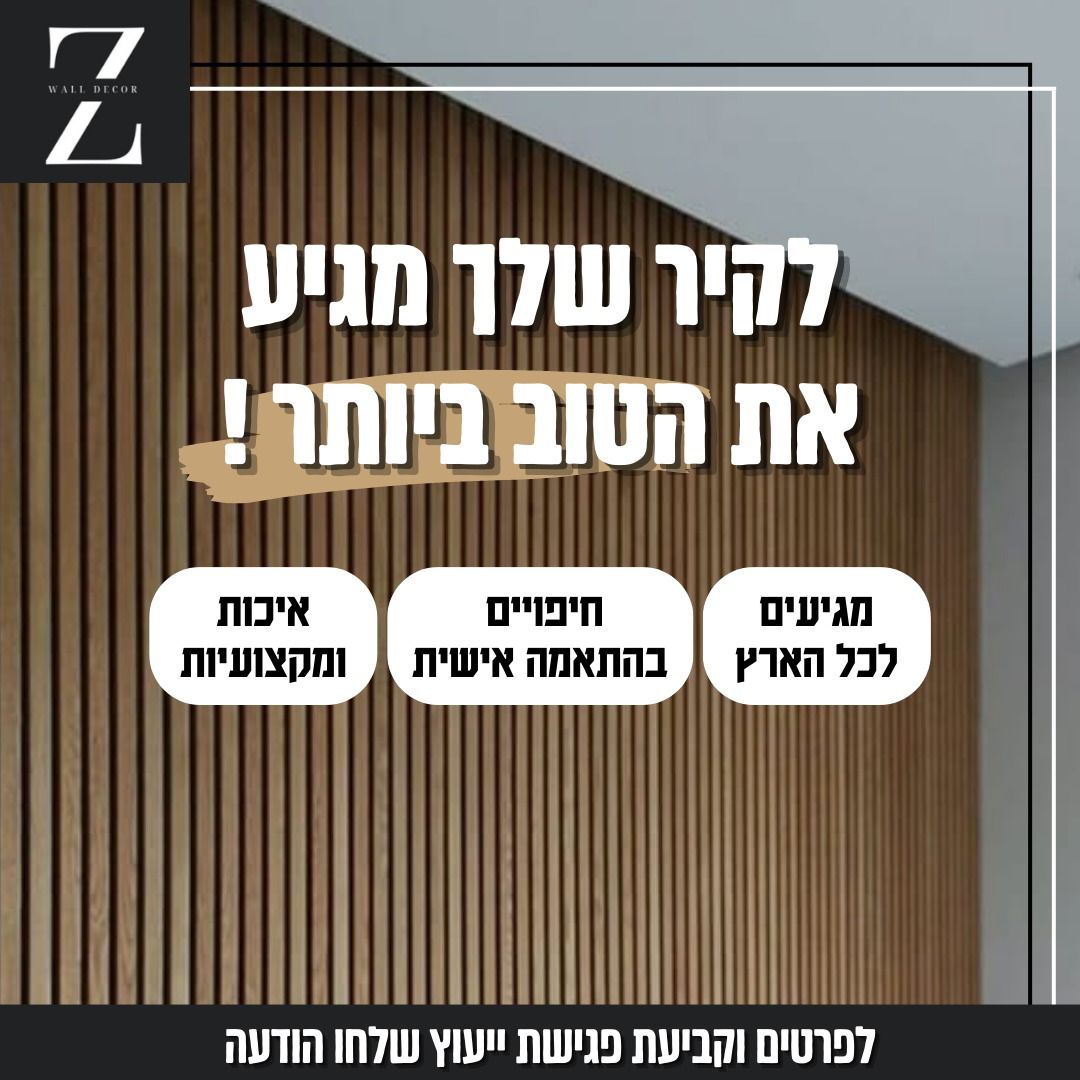 Z
WALL DECOR
לקיר שלך מגיע
את הטוב ביותר !
מגיעים
לכל הארץ
חיפויים
בהתאמה אישית
איכות
ומקצועיות
לפרטים וקביעת פגישת ייעוץ שלחו הודעה